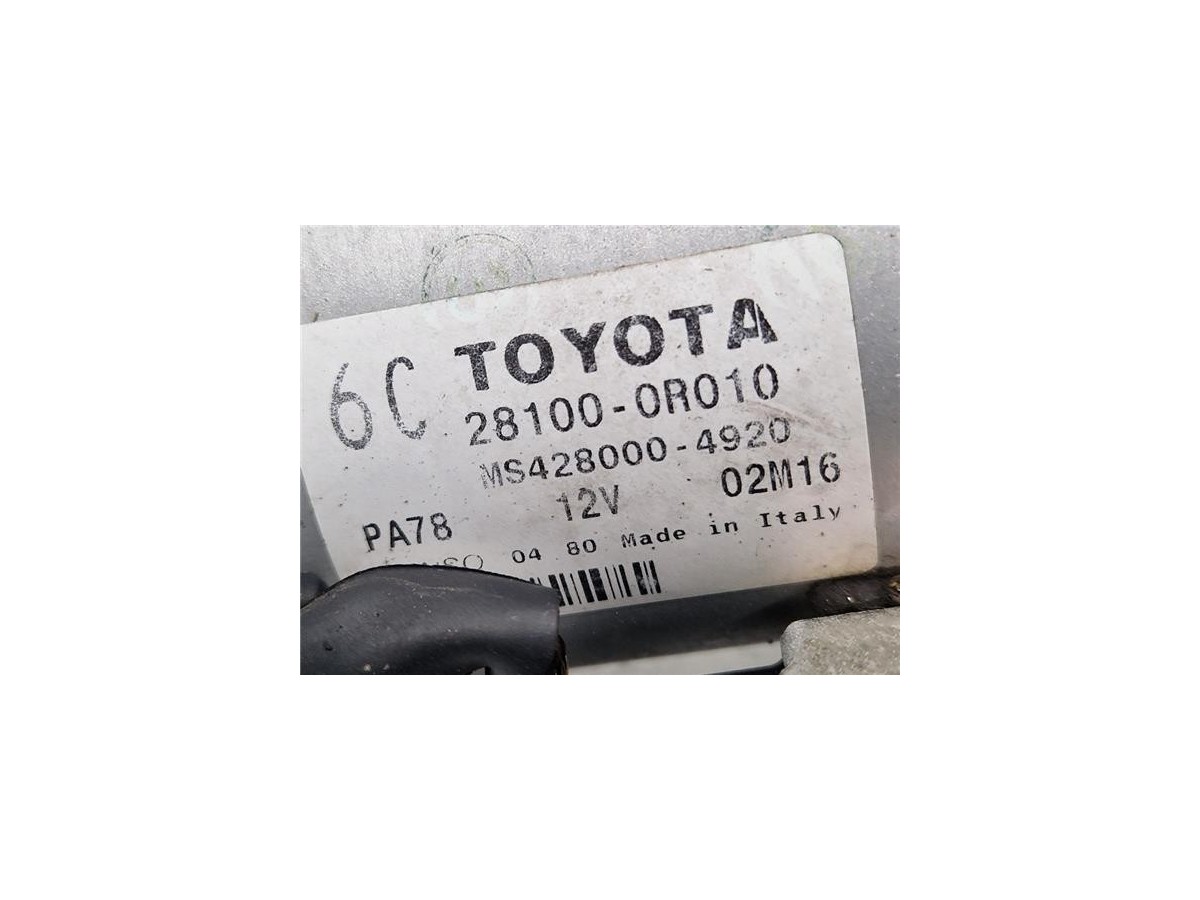 6C TOYOTA
28100-0R010
MS428000-4920
12V 02M16
PA78
04 80 Made in Italy